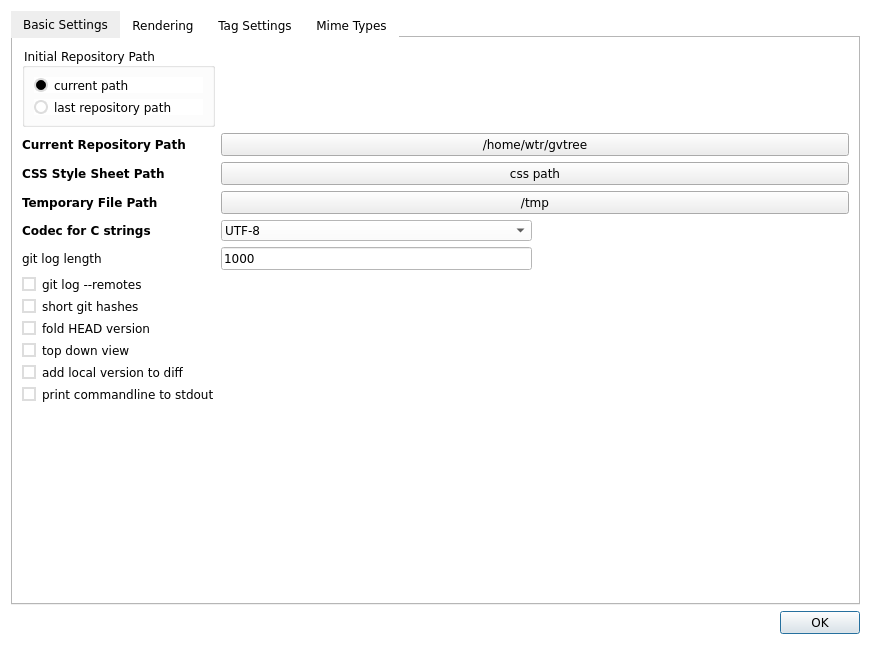 Basic Settings Rendering Tag Settings Mime Types
Initial Repository Path
current path
last repository path
Current Repository Path /home/wtr/gvtree
CSS Style Sheet Path css path
Temporary File Path /tmp
Codec for C strings UTF-8
git log length 1000
git log --remotes
short git hashes
fold HEAD version
top down view
add local version to diff
print commandline to stdout
OK